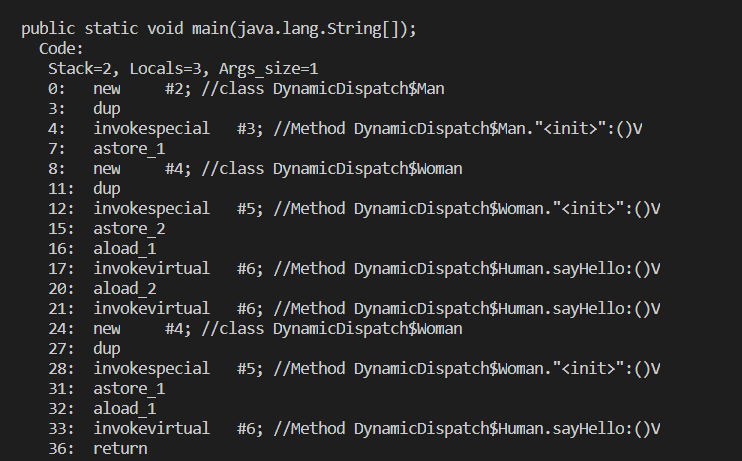 public static void main(java.lang.String[]);
Code:
Stack=2, Locals=3, Args_size=1
0: new #2; //class DynamicDispatch$Man
3: dup
4: invokespecial #3; //Method DynamicDispatch$Man."<init>":()V
7: astore_1
8: new #4; //class DynamicDispatch$Woman
11: dup
12: invokespecial #5; //Method DynamicDispatch$Woman."<init>":()V
15: astore_2
16: aload_1
17: invokevirtual #6; //Method DynamicDispatch$Human.sayHello:()V
20: aload_2
21: invokevirtual #6; //Method DynamicDispatch$Human.sayHello:()V
24: new #4; //class DynamicDispatch$Woman
27: dup
28: invokespecial #5; //Method DynamicDispatch$Woman."<init>":()V
31: astore_1
32: aload_1
33: invokevirtual #6; //Method DynamicDispatch$Human.sayHello:()V
36: return